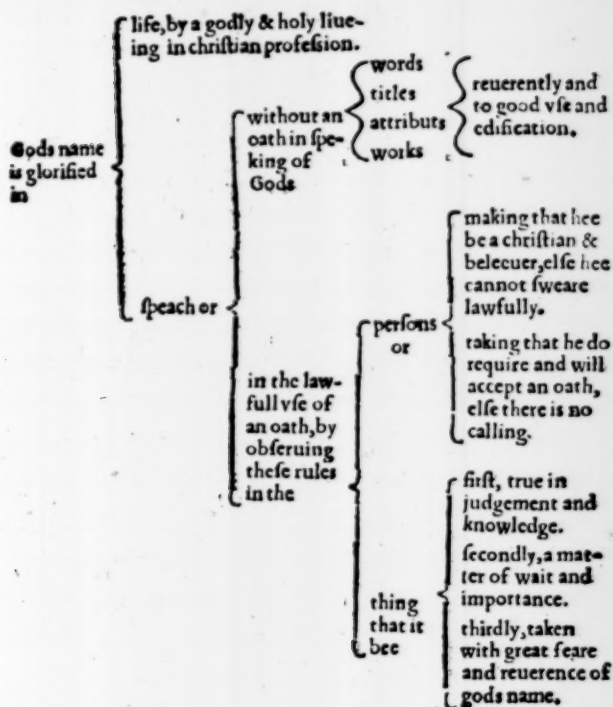 Gods name
is glorified
in
life, by a godly & holy liue-
ing in chriſtian profeſsion.
ſpeach or
without an
oath in ſpe-
king of
Gods
words
titles
attributs
works
reuerently and
to good vſe and
edification.
in the law-
full vſe of
an oath, by
obſeruing
theſe rules
in the
perſons
or
making that hee
be a chriſtian &
beleeuer, elſe hee
cannot ſweare
lawfully.
taking that he do
require and will
accept an oath,
elſe there is no
calling.
thing
that it
bee
firſt, true in
judgement and
knowledge.
ſecondly, a mat-
ter of wait and
importance.
thirdly, taken
with great feare
and reuerence of
gods name.